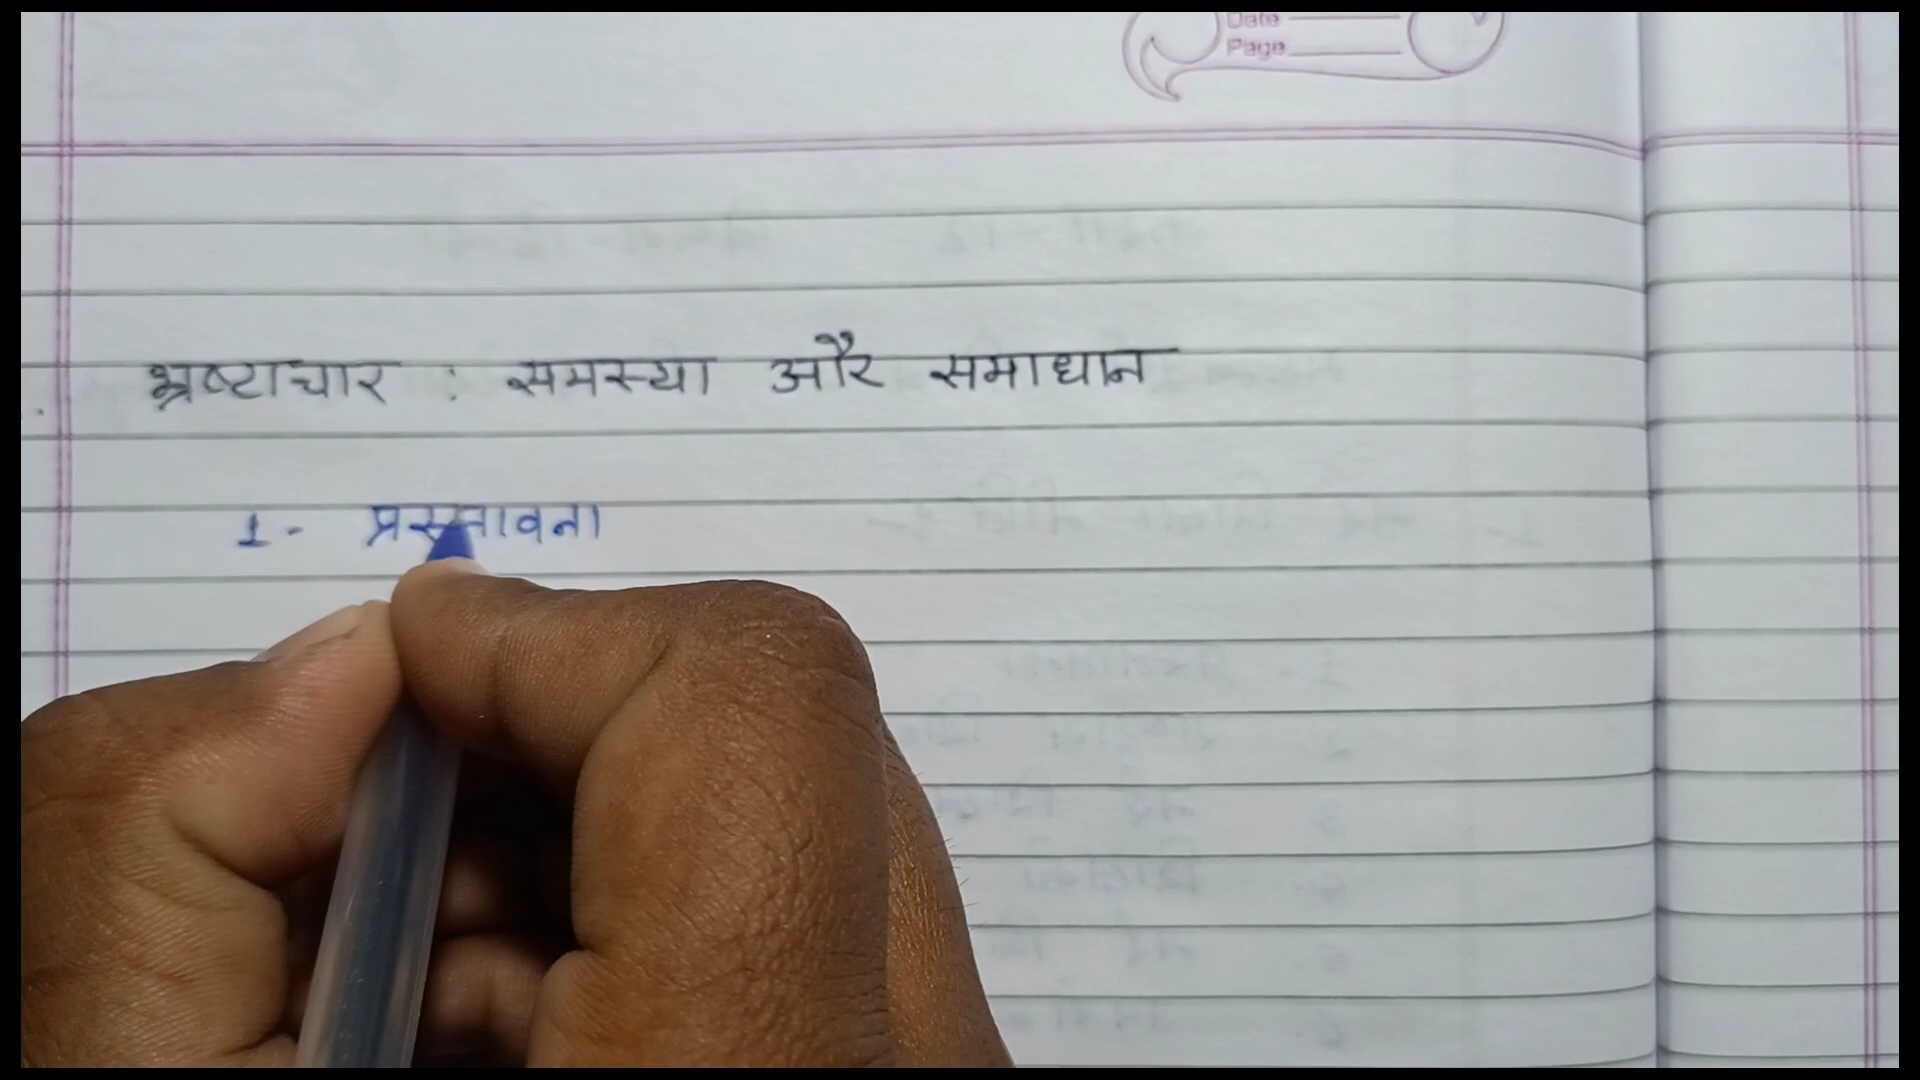 Date
Page
भ्रष्टाचार : समस्या और समाधान
1- प्रस्तावना